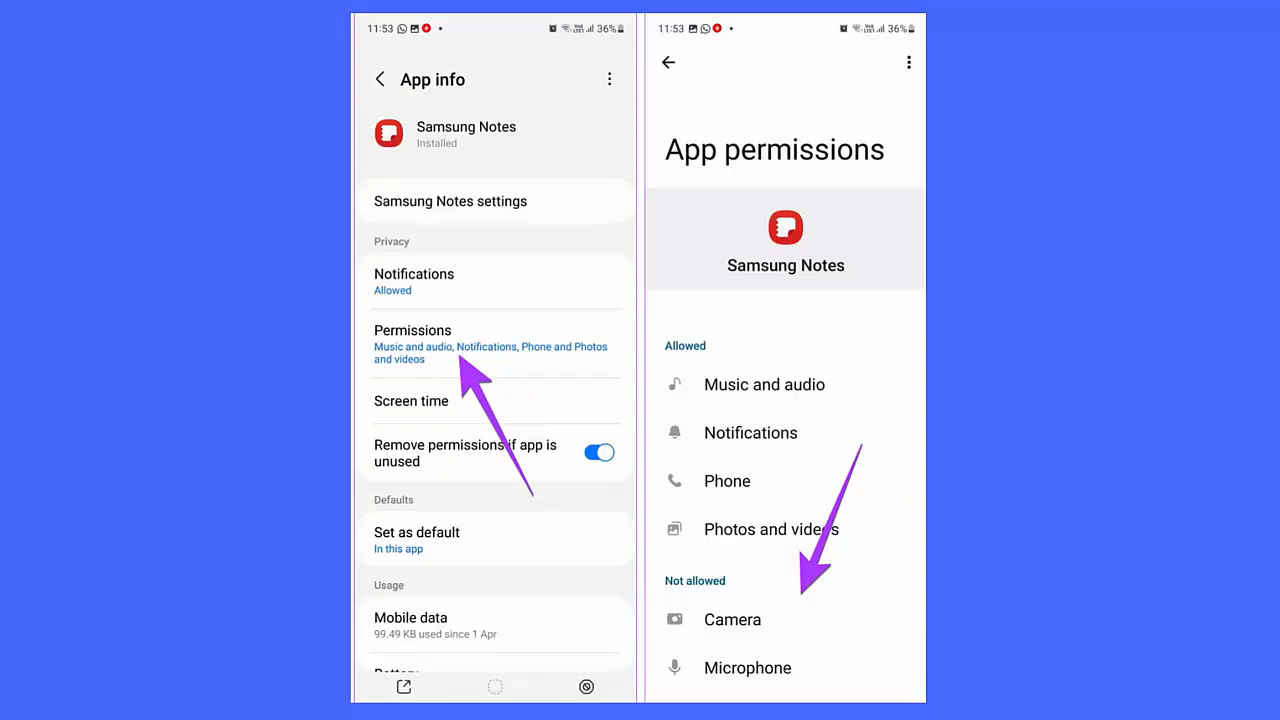 11:53
36%
App info
Samsung Notes
Installed
Samsung Notes settings
Privacy
Notifications
Allowed
Permissions
Music and audo, Notifications, Phone and Photos
and videos
Screen time
Remove permissions if app is
unused
Defaults
Set as default
In this app
Usage
Mobile data
99.49 KB used since 1 Apr
11:53
36%
App permissions
Samsung Notes
Allowed
Music and audio
Notifications
Phone
Photos and videos
Not allowed
Camera
Microphone